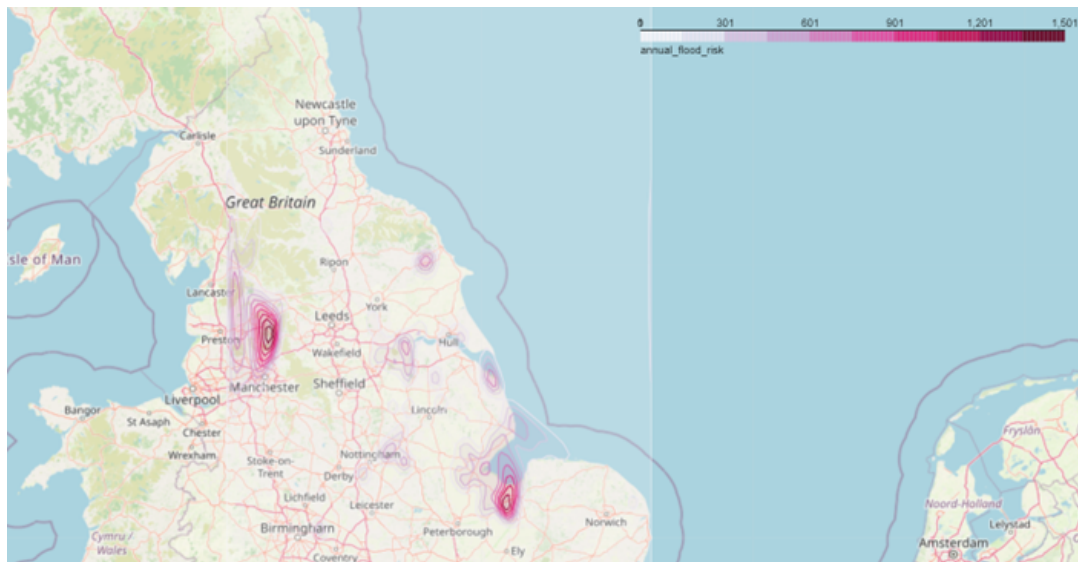 0
301
601
901
1,201
1,501
annual_flood_risk
Newcastle
upon Tyne
Carlisle
Sunderland
Great Britain
sle of Man
Ripon
Lancaster
York
Leeds
Preston
Hull
Wakefield
Manchester
Sheffield
Liverpool
Bangor
Lincoln
St Asaph
Chester
Fryslân
Wrexham
Stoke-on-
Trent
Nottingham
Derby
Lichfield
Leicester
Noord-Holland
Birmingham
Peterborough
Norwich
Lelystad
Cymru /
Wales
Ely
Amsterdam
Coventry